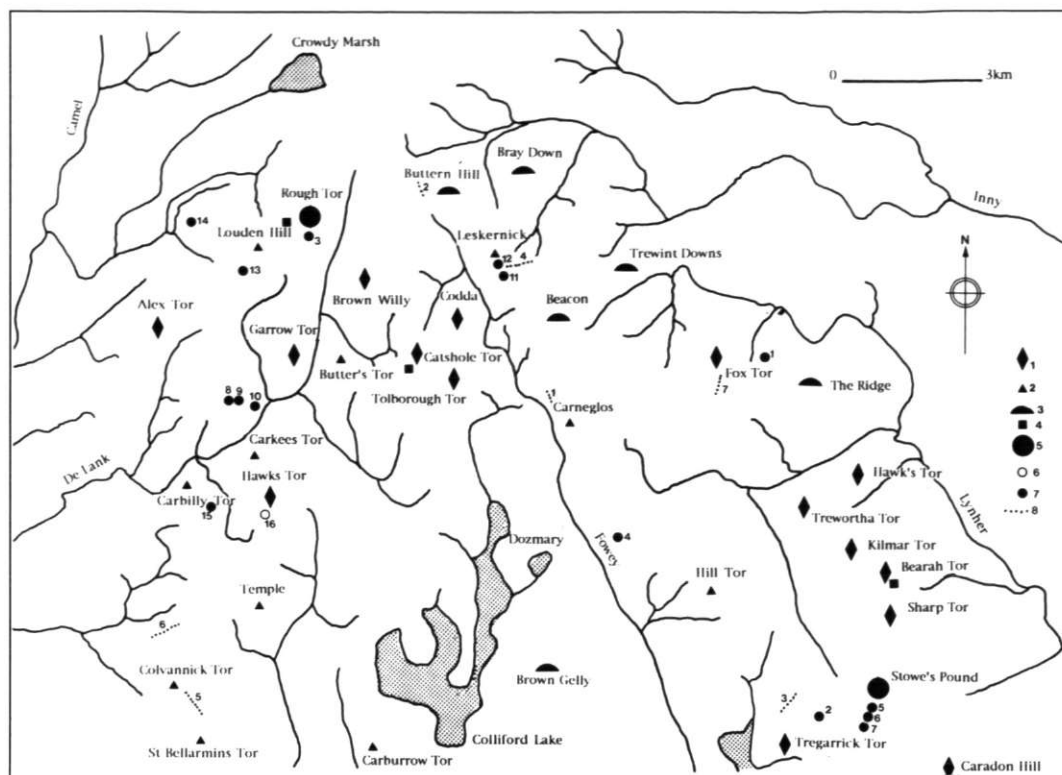 Crowdy Marsh
0 3km
Camel
Bray Down
Buttern Hill
2
Rough Tor
Inny
14
Louden Hill
3
Leskernick
12
4
11
Trewint Downs
N
13
Brown Willy
Codda
Beacon
Alex Tor
Garrow Tor
Butter's Tor
Catshole Tor
Fox Tor
1
1
Tolborough Tor
7
The Ridge
2
1
Carneglos
3
8
9
10
4
Carkees Tor
5
De Lank
Hawks Tor
Hawk's Tor
6
Carbilly Tor
15
16
Trewortha Tor
Lynher
7
8
Dozmary
Fowey
4
Kilmar Tor
Bearah Tor
Hill Tor
Temple
Sharp Tor
6
Colvannick Tor
5
Brown Gelly
Stowe's Pound
3
2
5
6
7
St Bellarmins Tor
Carburrow Tor
Colliford Lake
Tregarrick Tor
Caradon Hill